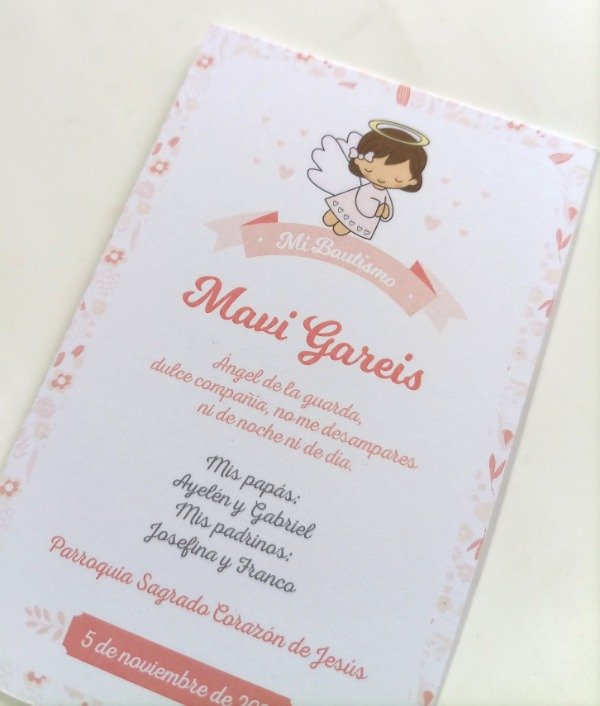 Mi Bautismo
Mavi Gareis
Ángel de la guarda,
dulce compañía, no me desampares
ni de noche ni de día.
Mis papás:
Ayelén y Gabriel
Mis padrinos:
Josefina y Franco
Parroquia Sagrado Corazón de Jesús
5 de noviembre de